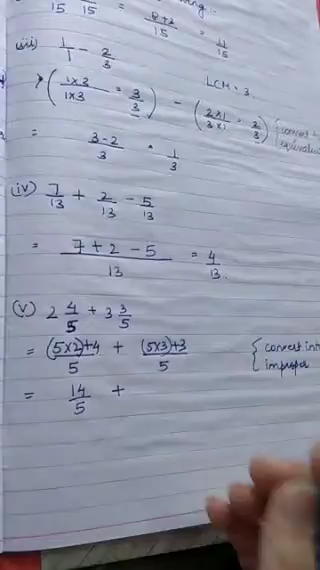 15 15 = 8+3/15 = 11/15
iii) 1/1 - 2/3
(1×3/1×3 = 3/3) - (2×1/3×1 = 2/3) { convert
LCM = 3.
= 3-2/3 = 1/3
(iv) 7/13 + 2/13 - 5/13
= 7+2-5/13 = 4/13.
(v) 2 4/5 + 3 3/5
= (5×2)+4/5 + (5×3)+3/5 { convert int
improper
= 14/5 +